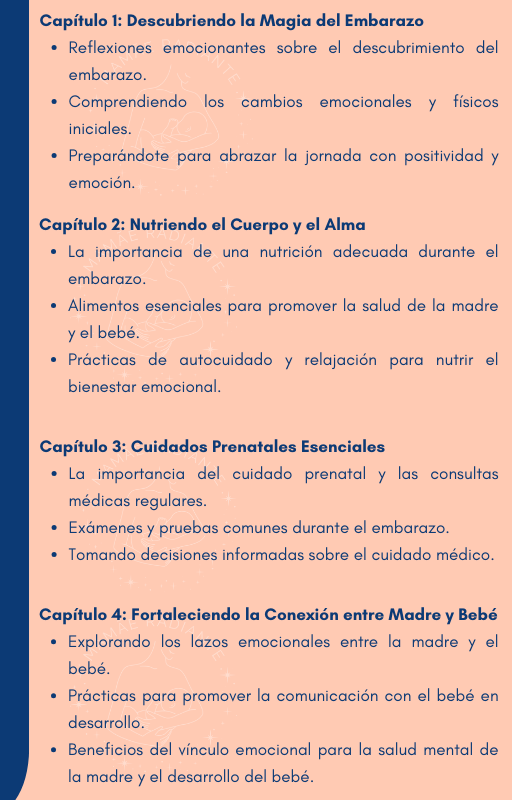 Capítulo 1: Descubriendo la Magia del Embarazo
• Reflexiones emocionantes sobre el descubrimiento del
embarazo.
• Comprendiendo los cambios emocionales y físicos
iniciales.
• Preparándote para abrazar la jornada con positividad y
emoción.
Capítulo 2: Nutriendo el Cuerpo y el Alma
• La importancia de una nutrición adecuada durante el
embarazo.
• Alimentos esenciales para promover la salud de la madre
y el bebé.
• Prácticas de autocuidado y relajación para nutrir el
bienestar emocional.
Capítulo 3: Cuidados Prenatales Esenciales
• La importancia del cuidado prenatal y las consultas
médicas regulares.
• Exámenes y pruebas comunes durante el embarazo.
• Tomando decisiones informadas sobre el cuidado médico.
Capítulo 4: Fortaleciendo la Conexión entre Madre y Bebé
• Explorando los lazos emocionales entre la madre y el
bebé.
• Prácticas para promover la comunicación con el bebé en
desarrollo.
• Beneficios del vínculo emocional para la salud mental de
la madre y el desarrollo del bebé.